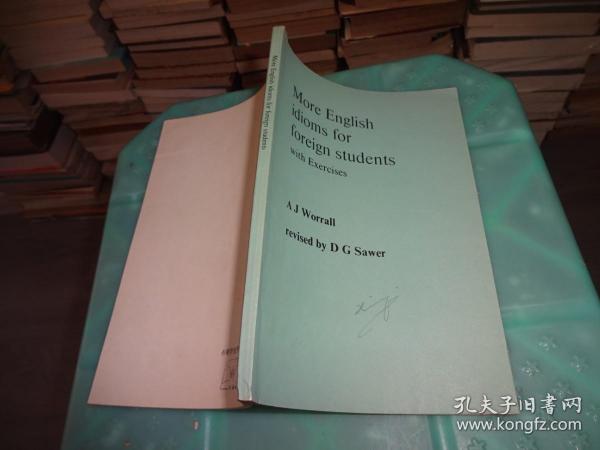 More English idioms for foreign students
More English
idioms for
foreign students
with Exercises
A J Worrall
revised by D G Sawer
孔夫子旧书网
www.kongfz.com